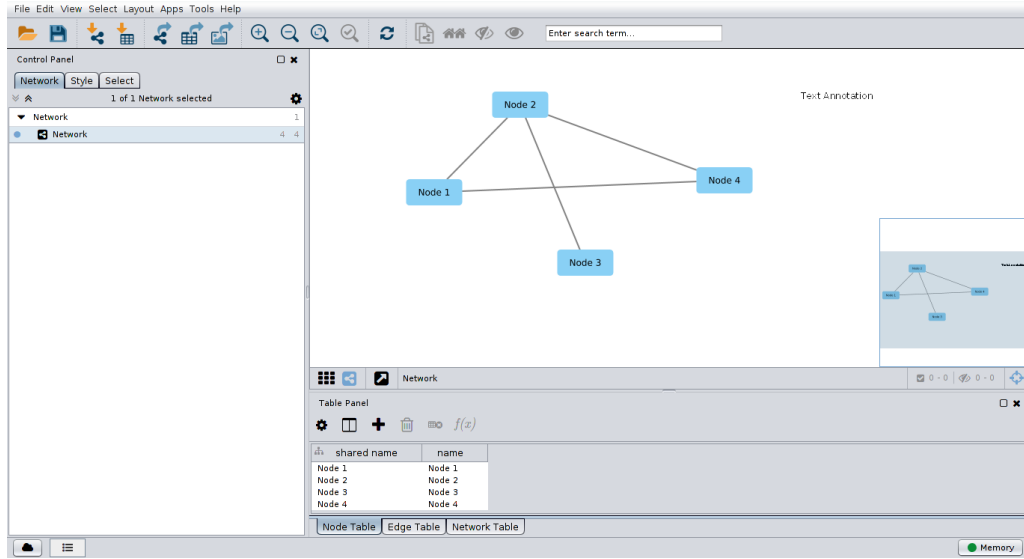 File Edit View Select Layout Apps Tools Help
Enter search term...
Control Panel
Network Style Select
1 of 1 Network selected
Network 1
Network 4 4
Node 2
Text Annotation
Node 4
Node 1
Node 3
Network
0 - 0 0 - 0
Table Panel
f(x)
shared name name
Node 1 Node 1
Node 2 Node 2
Node 3 Node 3
Node 4 Node 4
Node Table Edge Table Network Table
Memory